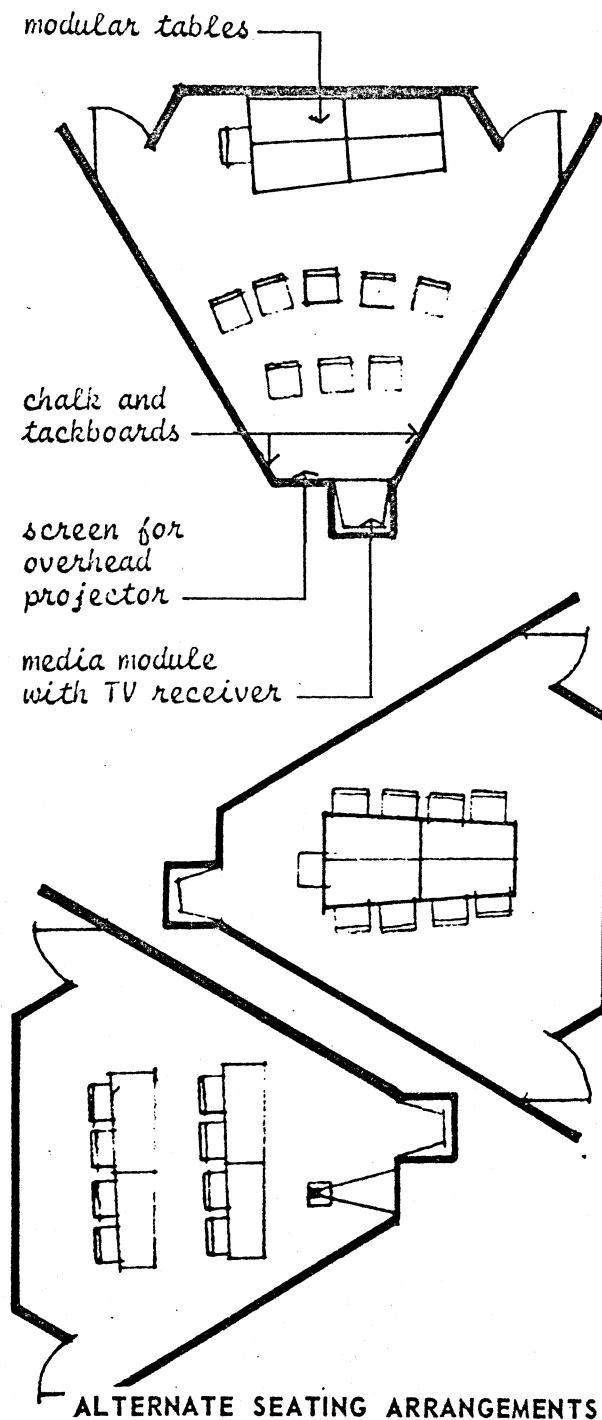 modular tables
chalk and
tackboards
screen for
overhead
projector
media module
with TV receiver
ALTERNATE SEATING ARRANGEMENTS